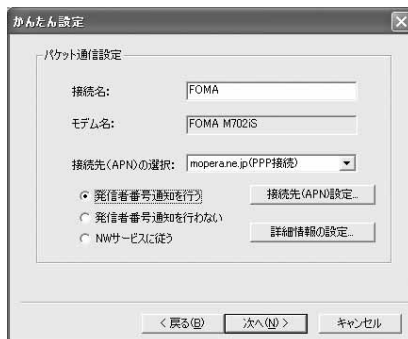 かんたん設定
パケット通信設定
接続名: FOMA
モデム名: FOMA M702iS
接続先(APN)の選択: mopera.ne.jp(PPP接続)
発信者番号通知を行う 接続先(APN)設定...
発信者番号通知を行わない
NWサービスに従う 詳細情報の設定...
< 戻る(B) 次へ(N) > キャンセル